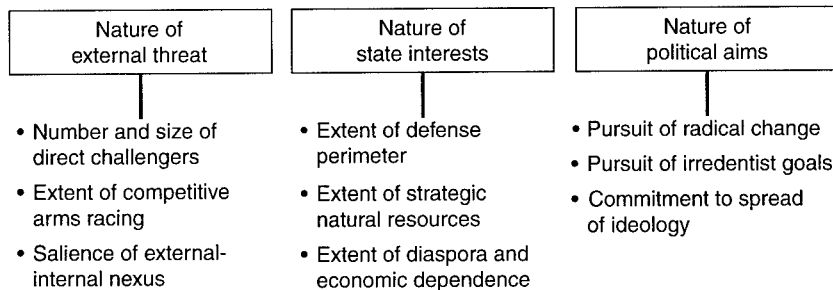 Nature of
external threat
• Number and size of
direct challengers
• Extent of competitive
arms racing
• Salience of external-
internal nexus
Nature of
state interests
• Extent of defense
perimeter
• Extent of strategic
natural resources
• Extent of diaspora and
economic dependence
Nature of
political aims
• Pursuit of radical change
• Pursuit of irredentist goals
• Commitment to spread
of ideology